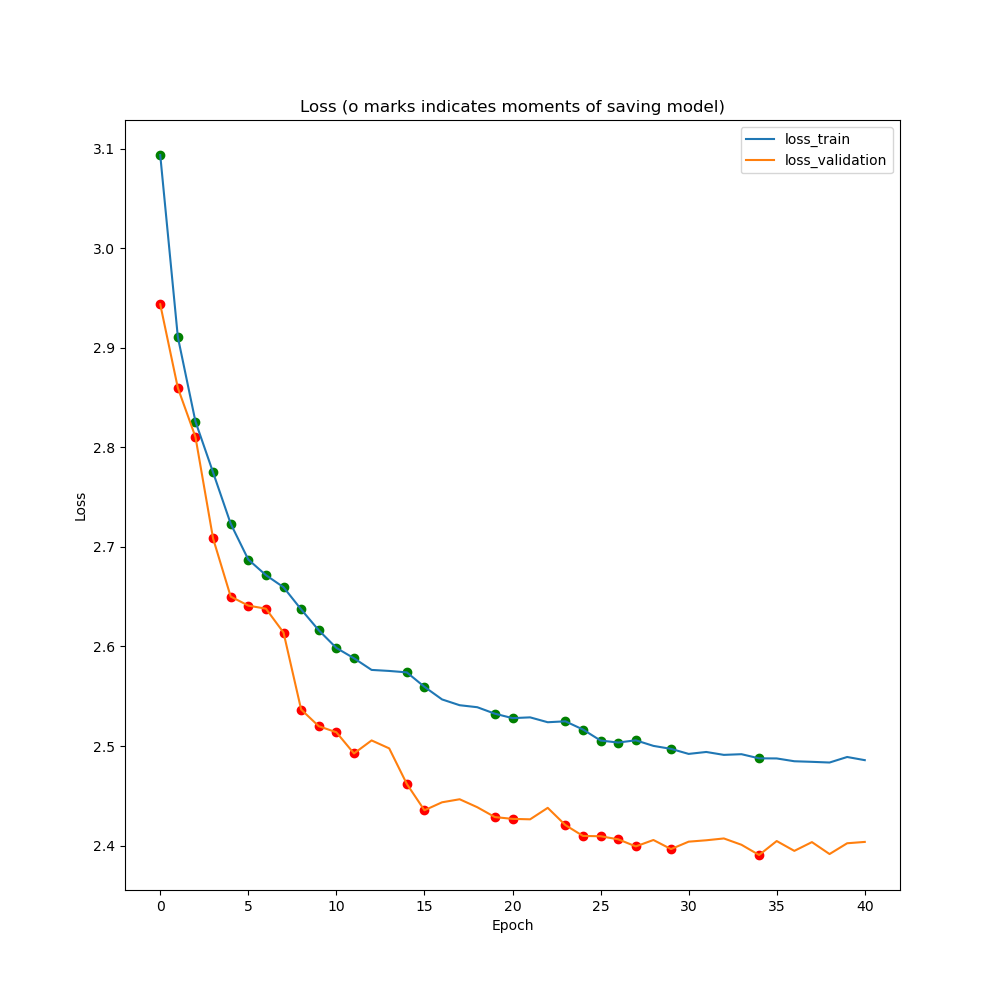 Loss (o marks indicates moments of saving model)
loss_train
loss_validation
3.1
3.0
2.9
2.8
2.7
2.6
2.5
2.4
Loss
0 5 10 15 20 25 30 35 40
Epoch